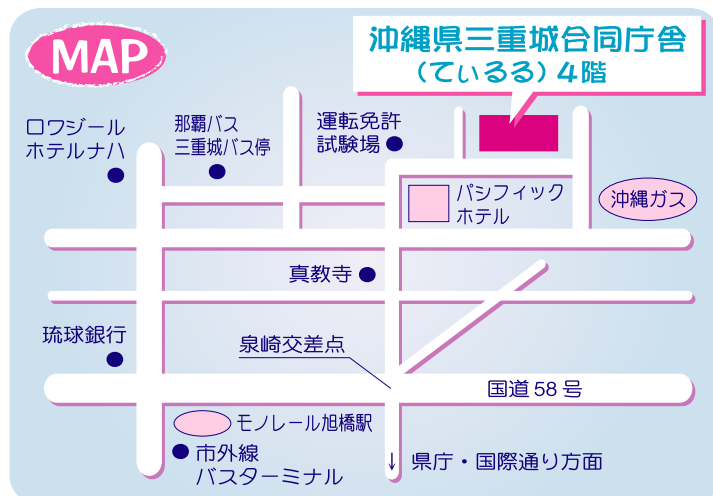 MAP
沖縄県三重城合同庁舎
(てぃるる) 4階
ロワジール
ホテルナハ
那覇バス
三重城バス停
運転免許
試験場
パシフィック
ホテル
沖縄ガス
真教寺
琉球銀行
泉崎交差点
国道58号
モノレール旭橋駅
市外線
バスターミナル
↓ 県庁・国際通り方面